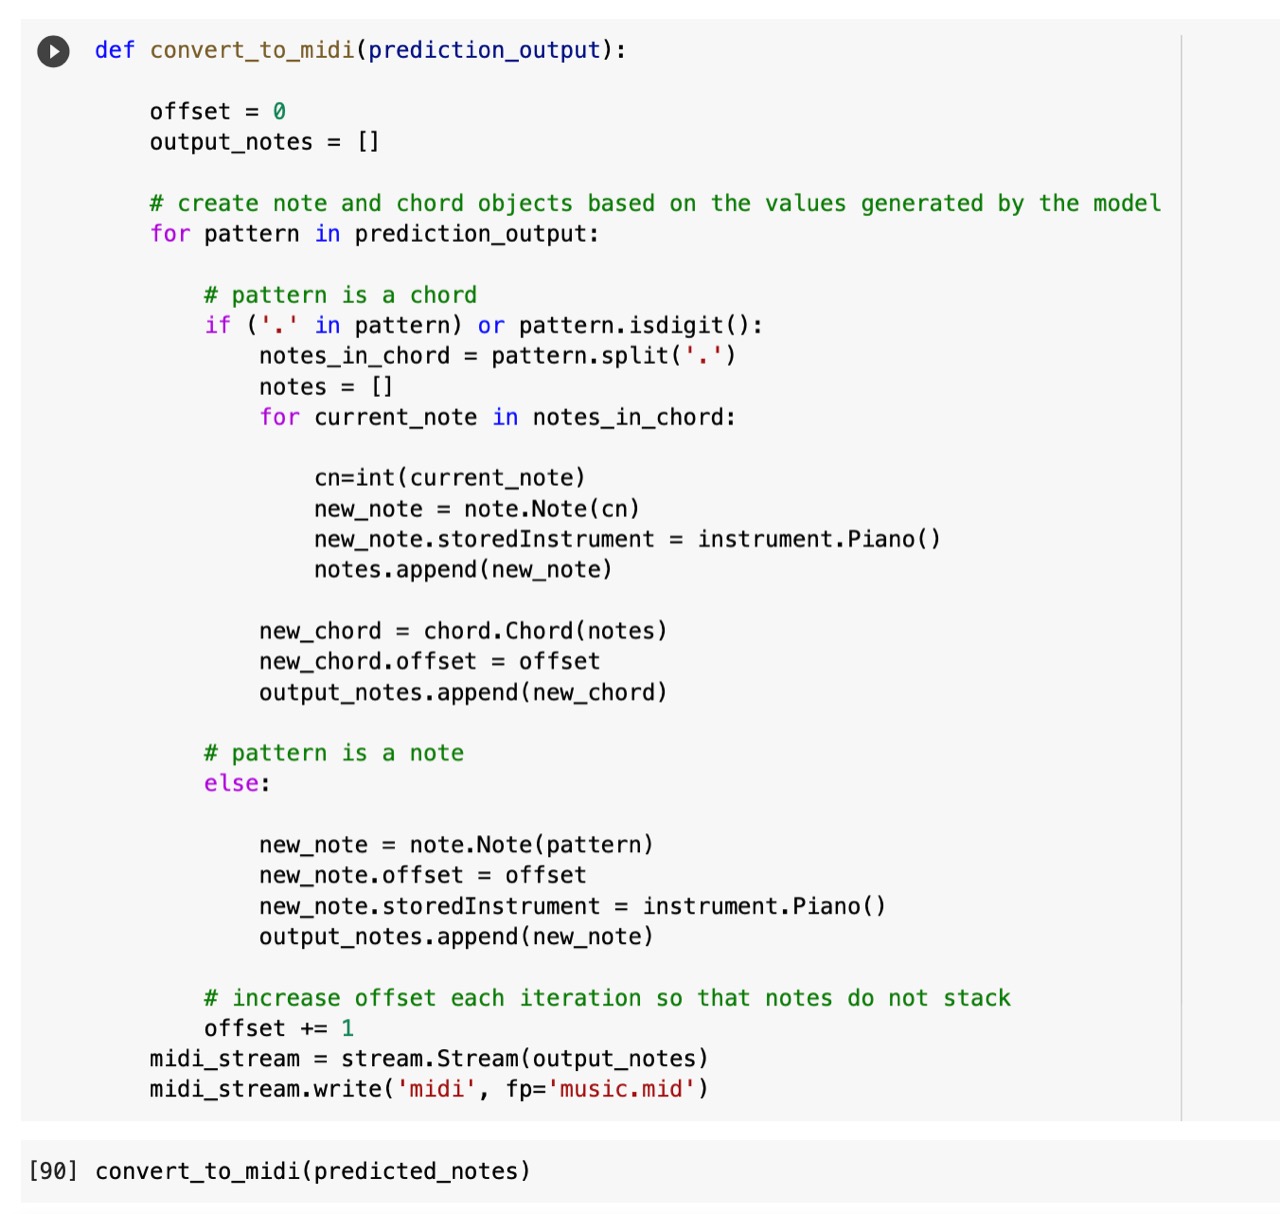 def convert_to_midi(prediction_output):
offset = 0
output_notes = []
# create note and chord objects based on the values generated by the model
for pattern in prediction_output:
# pattern is a chord
if ('.' in pattern) or pattern.isdigit():
notes_in_chord = pattern.split('.')
notes = []
for current_note in notes_in_chord:
cn=int(current_note)
new_note = note.Note(cn)
new_note.storedInstrument = instrument.Piano()
notes.append(new_note)
new_chord = chord.Chord(notes)
new_chord.offset = offset
output_notes.append(new_chord)
# pattern is a note
else:
new_note = note.Note(pattern)
new_note.offset = offset
new_note.storedInstrument = instrument.Piano()
output_notes.append(new_note)
# increase offset each iteration so that notes do not stack
offset += 1
midi_stream = stream.Stream(output_notes)
midi_stream.write('midi', fp='music.mid')
[90] convert_to_midi(predicted_notes)